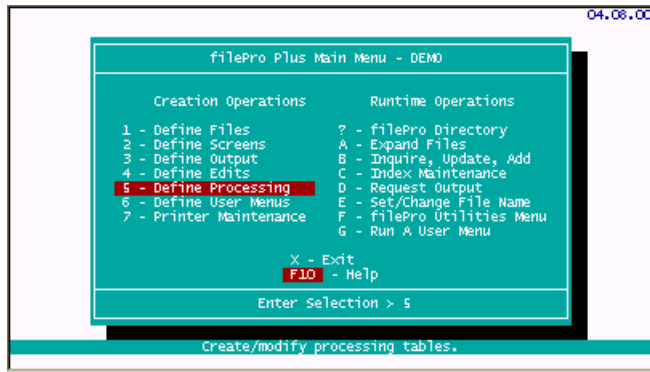 04.08.00
filePro Plus Main Menu - DEMO
Creation Operations
Runtime Operations
1 - Define Files
2 - Define Screens
3 - Define Output
4 - Define Edits
5 - Define Processing
6 - Define User Menus
7 - Printer Maintenance
? - filePro Directory
A - Expand Files
B - Inquire, Update, Add
C - Index Maintenance
D - Request Output
E - Set/Change File Name
F - filePro Utilities Menu
G - Run A User Menu
X - Exit
F10 - Help
Enter Selection > 5
Create/modify processing tables.